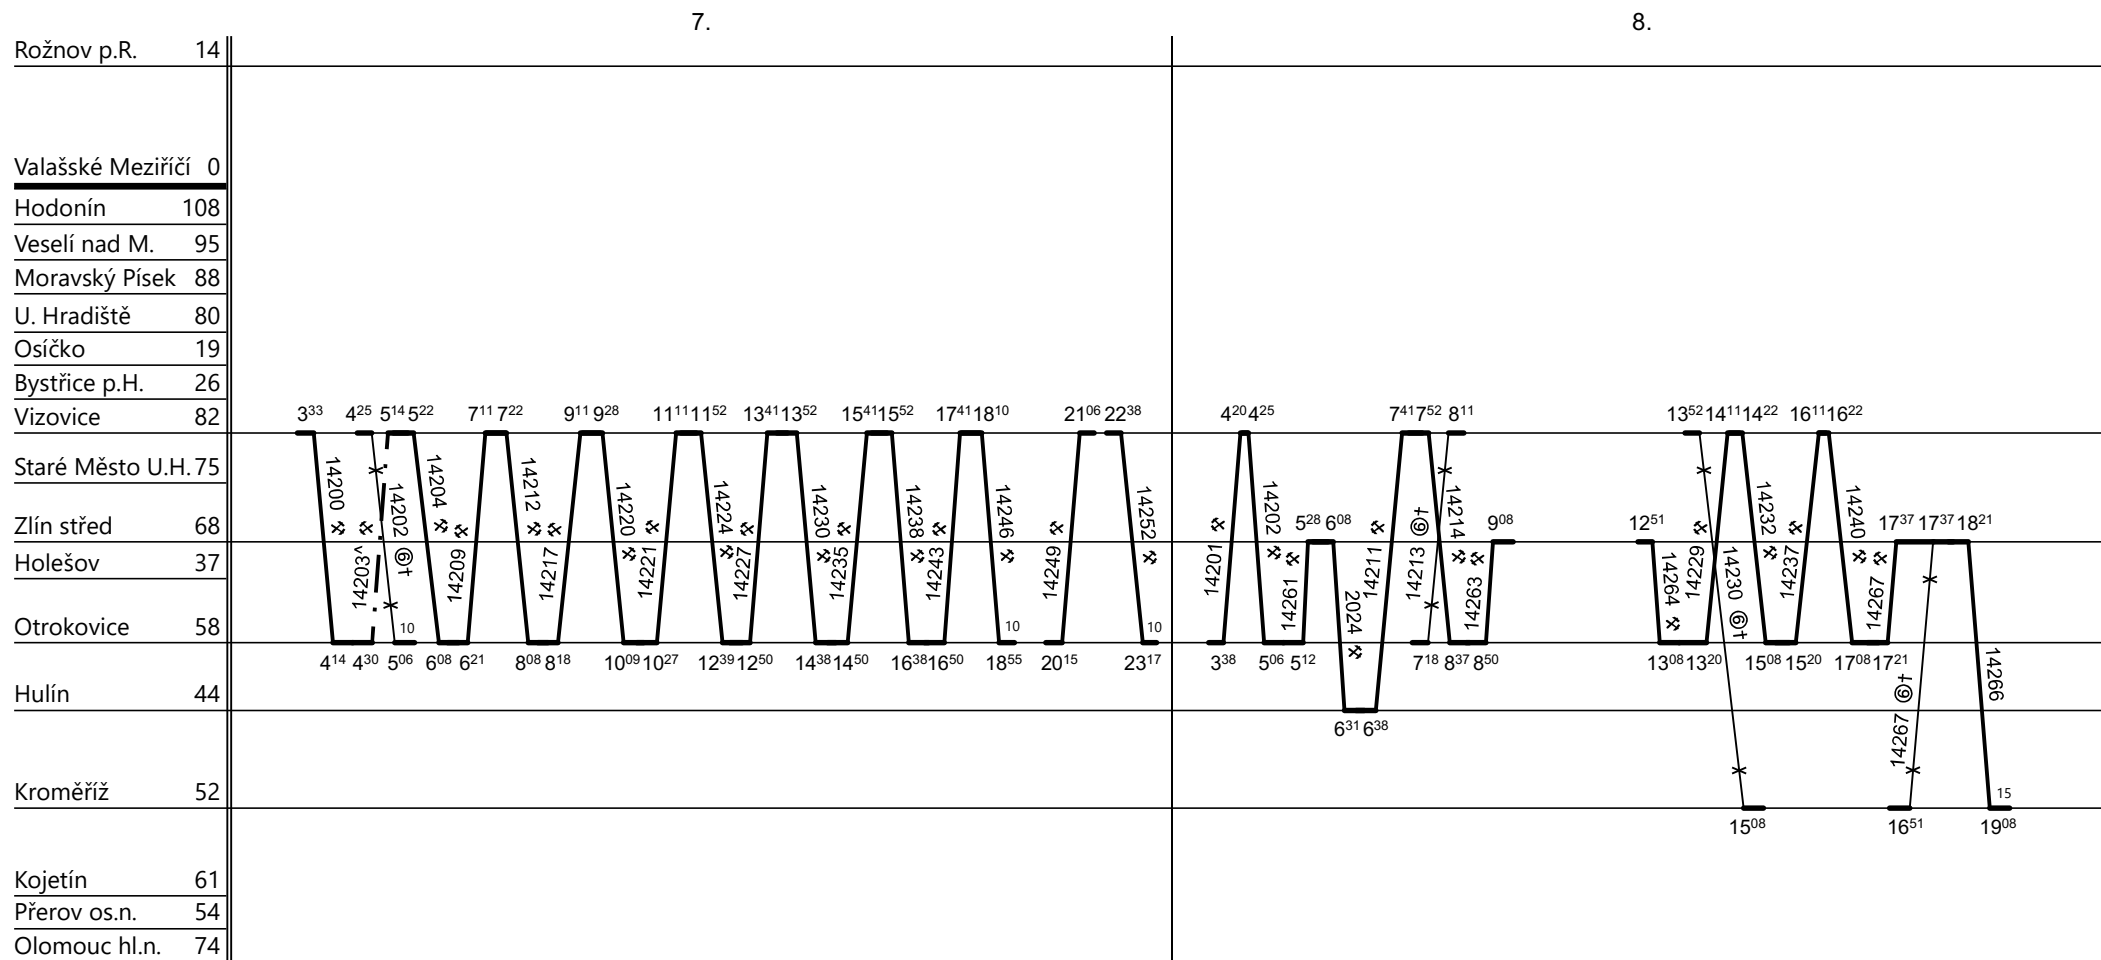 7. 8.
Rožnov p.R. 14
Valašské Meziříčí 0
Hodonín 108
Veselí nad M. 95
Moravský Písek 88
U. Hradiště 80
Osíčko 19
Bystřice p.H. 26
Vizovice 82
3³³ 4²⁵ 5¹⁴ 5²² 7¹¹ 7²² 9¹¹ 9²⁸ 11¹¹ 11⁵² 13⁴¹ 13⁵² 15⁴¹ 15⁵² 17⁴¹ 18¹⁰ 21⁰⁶ 22³⁸ 4²⁰ 4²⁵ 7⁴¹ 7⁵² 8¹¹ 13⁵² 14¹¹ 14²² 16¹¹ 16²²
Staré Město U.H. 75
14200 ⚒
14203ᵛ ⚒
14202 ⑥†
14204 ⚒
14209 ⚒
14212 ⚒
14217 ⚒
14220 ⚒
14221 ⚒
14224 ⚒
14227 ⚒
14230 ⚒
14235 ⚒
14238 ⚒
14243 ⚒
14246 ⚒
14249 ⚒
14252 ⚒
14201 ⚒
14202 ⚒
14261 ⚒
2024 ⚒
14211 ⚒
14213 ⑥†
14214 ⚒
14263 ⚒
14264 ⚒
14229 ⚒
14230 ⑥†
14232 ⚒
14237 ⚒
14240 ⚒
14267 ⚒
14267 ⑥†
14266
Zlín střed 68
5²⁸ 6⁰⁸ 9⁰⁸ 12⁵¹ 17³⁷ 17³⁷ 18²¹
Holešov 37
Otrokovice 58
10 10 10
4¹⁴ 4³⁰ 5⁰⁶ 6⁰⁸ 6²¹ 8⁰⁸ 8¹⁸ 10⁰⁹ 10²⁷ 12³⁹ 12⁵⁰ 14³⁸ 14⁵⁰ 16³⁸ 16⁵⁰ 18⁵⁵ 20¹⁵ 23¹⁷ 3³⁸ 5⁰⁶ 5¹² 7¹⁸ 8³⁷ 8⁵⁰ 13⁰⁸ 13²⁰ 15⁰⁸ 15²⁰ 17⁰⁸ 17²¹
Hulín 44
6³¹ 6³⁸
Kroměříž 52
15
15⁰⁸ 16⁵¹ 19⁰⁸
Kojetín 61
Přerov os.n. 54
Olomouc hl.n. 74